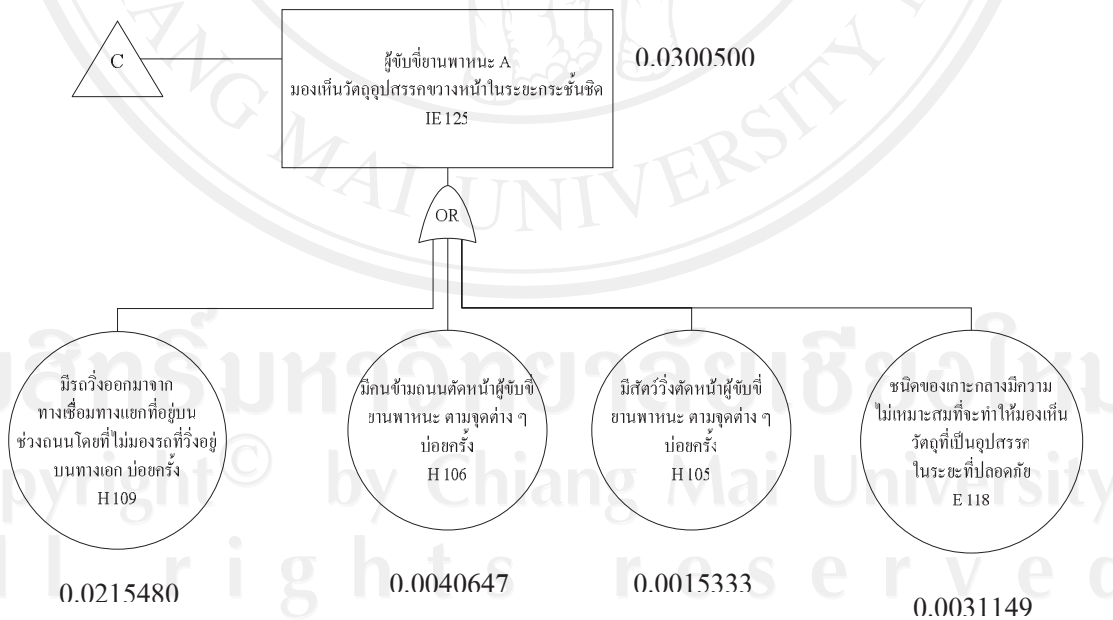 C
ผู้ขับขี่ยานพาหนะ A
มองเห็นวัตถุอุปสรรคขวางหน้าในระยะกระชั้นชิด
IE 125
0.0300500
OR
มีรถวิ่งออกมาจาก
ทางเชื่อมทางแยกที่อยู่บน
ช่วงถนนโดยที่ไม่มองรถที่วิ่งอยู่
บนทางเอก บ่อยครั้ง
H 109
มีคนข้ามถนนตัดหน้าผู้ขับขี่
ยานพาหนะ ตามจุดต่าง ๆ
บ่อยครั้ง
H 106
มีสัตว์วิ่งตัดหน้าผู้ขับขี่
ยานพาหนะ ตามจุดต่าง ๆ
บ่อยครั้ง
H 105
ชนิดของเกาะกลางมีความ
ไม่เหมาะสมที่จะทำให้มองเห็น
วัตถุที่เป็นอุปสรรค
ในระยะที่ปลอดภัย
E 118
0.0215480
0.0040647
0.0015333
0.0031149
ANG MAI UNIVERSITY
by Chiang Mai University
rights reserved